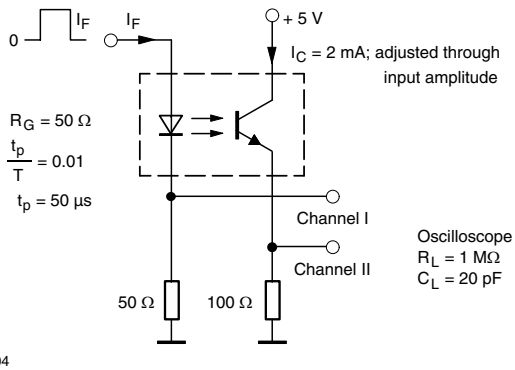 0
I_F
I_F
+ 5 V
I_C = 2 mA; adjusted through
input amplitude
R_G = 50 Ω
t_p
T
= 0.01
t_p = 50 μs
Channel I
Channel II
Oscilloscope
R_L = 1 MΩ
C_L = 20 pF
50 Ω
100 Ω